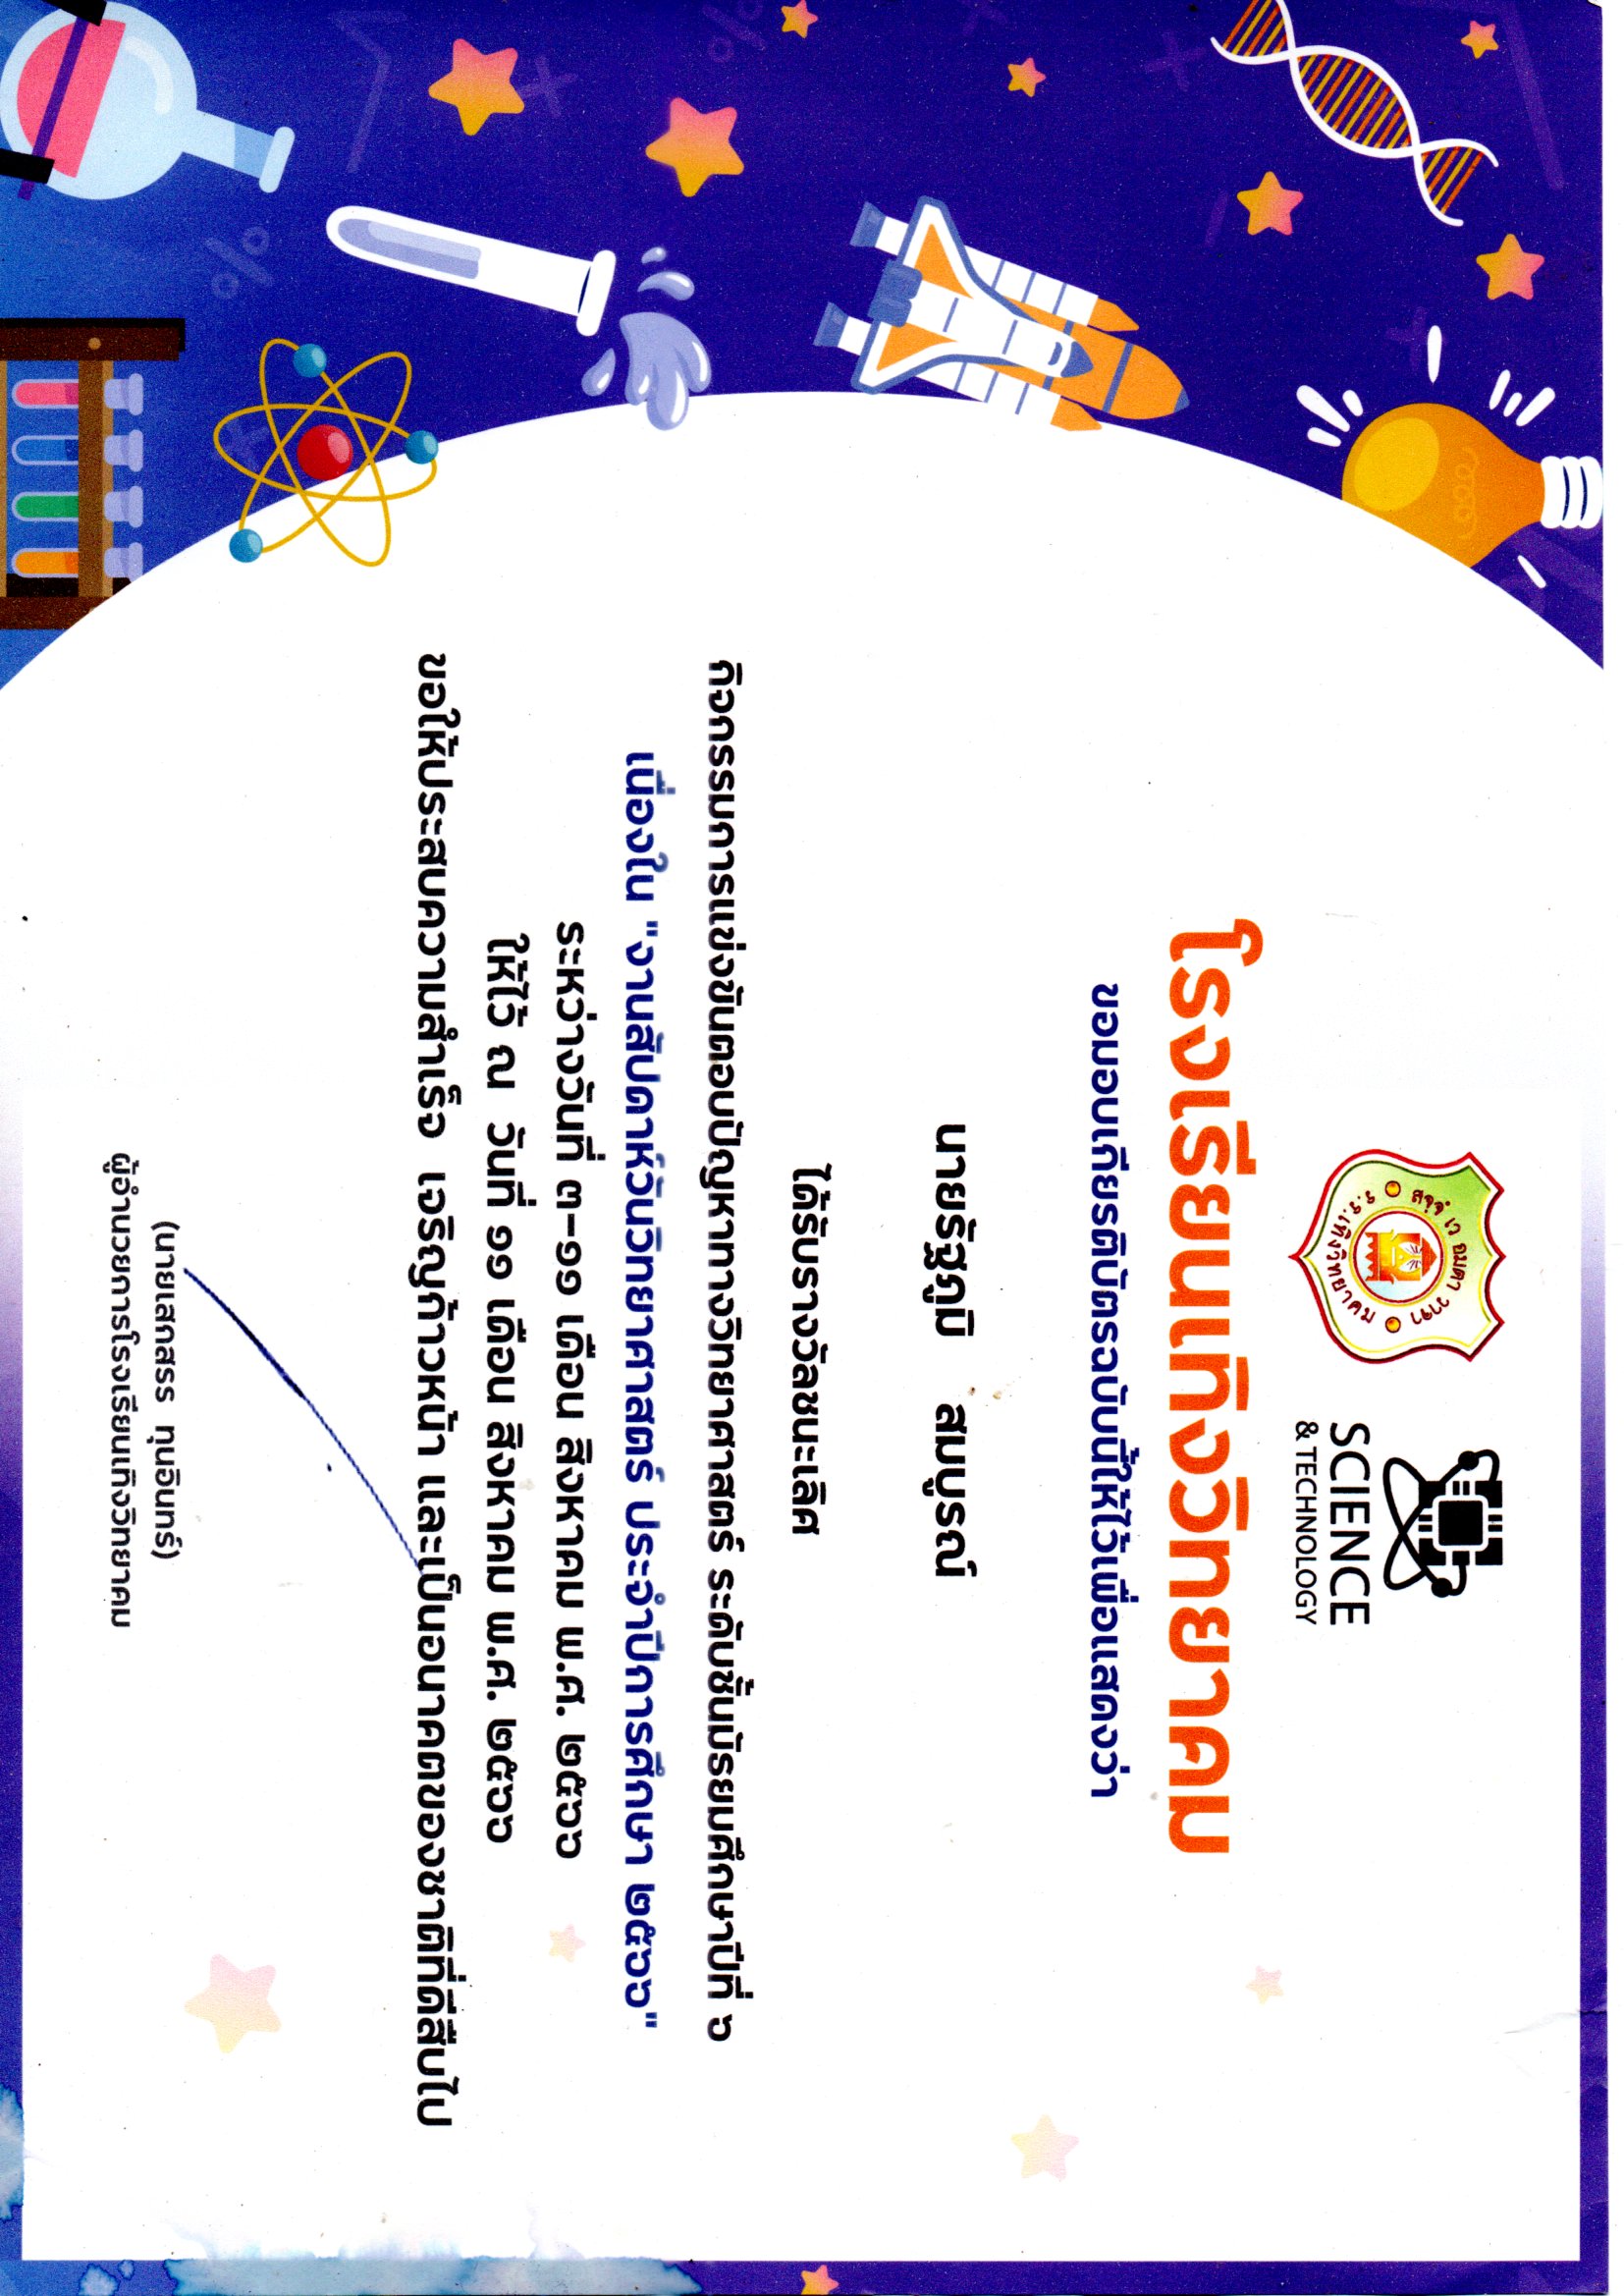 สจฺจํ เว อมตา วาจา
ร.ร.เทิงวิทยาคม
SCIENCE
& TECHNOLOGY
โรงเรียนเทิงวิทยาคม
ขอมอบเกียรติบัตรฉบับนี้ให้ไว้เพื่อแสดงว่า
นายรัฐภูมิ สมบูรณ์
ได้รับรางวัลชนะเลิศ
กิจกรรมการแข่งขันตอบปัญหาทางวิทยาศาสตร์ ระดับชั้นมัธยมศึกษาปีที่ ๖
เนื่องใน "งานสัปดาห์วันวิทยาศาสตร์ ประจำปีการศึกษา ๒๕๖๖"
ระหว่างวันที่ ๓-๑๑ เดือน สิงหาคม พ.ศ. ๒๕๖๖
ให้ไว้ ณ วันที่ ๑๑ เดือน สิงหาคม พ.ศ. ๒๕๖๖
ขอให้ประสบความสำเร็จ เจริญก้าวหน้า และเป็นอนาคตของชาติที่ดีสืบไป
(นายเสกสรร ทุนอินทร์)
ผู้อำนวยการโรงเรียนเทิงวิทยาคม